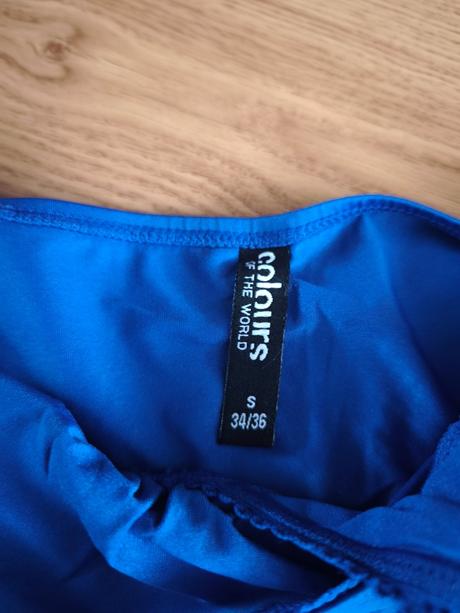 colours
OF THE WORLD
S
34/36